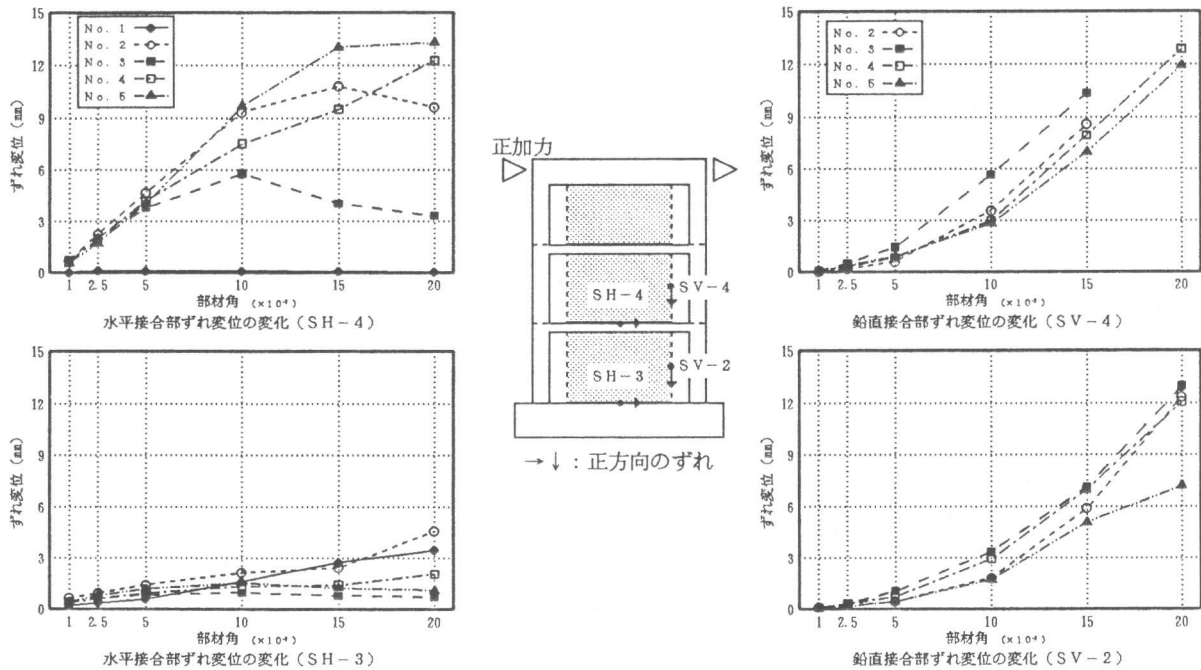 15
12
9
6
3
0
ずれ変位(mm)
No. 1
No. 2
No. 3
No. 4
No. 5
1 2.5 5 10 15 20
部材角 (×10⁻³)
水平接合部ずれ変位の変化(SH-4)
正加力
SH-4
SV-4
SH-3
SV-2
→↓:正方向のずれ
15
12
9
6
3
0
ずれ変位(mm)
No. 2
No. 3
No. 4
No. 5
1 2.5 5 10 15 20
部材角 (×10⁻³)
鉛直接合部ずれ変位の変化(SV-4)
15
12
9
6
3
0
ずれ変位(mm)
1 2.5 5 10 15 20
部材角 (×10⁻³)
水平接合部ずれ変位の変化(SH-3)
15
12
9
6
3
0
ずれ変位(mm)
1 2.5 5 10 15 20
部材角 (×10⁻³)
鉛直接合部ずれ変位の変化(SV-2)